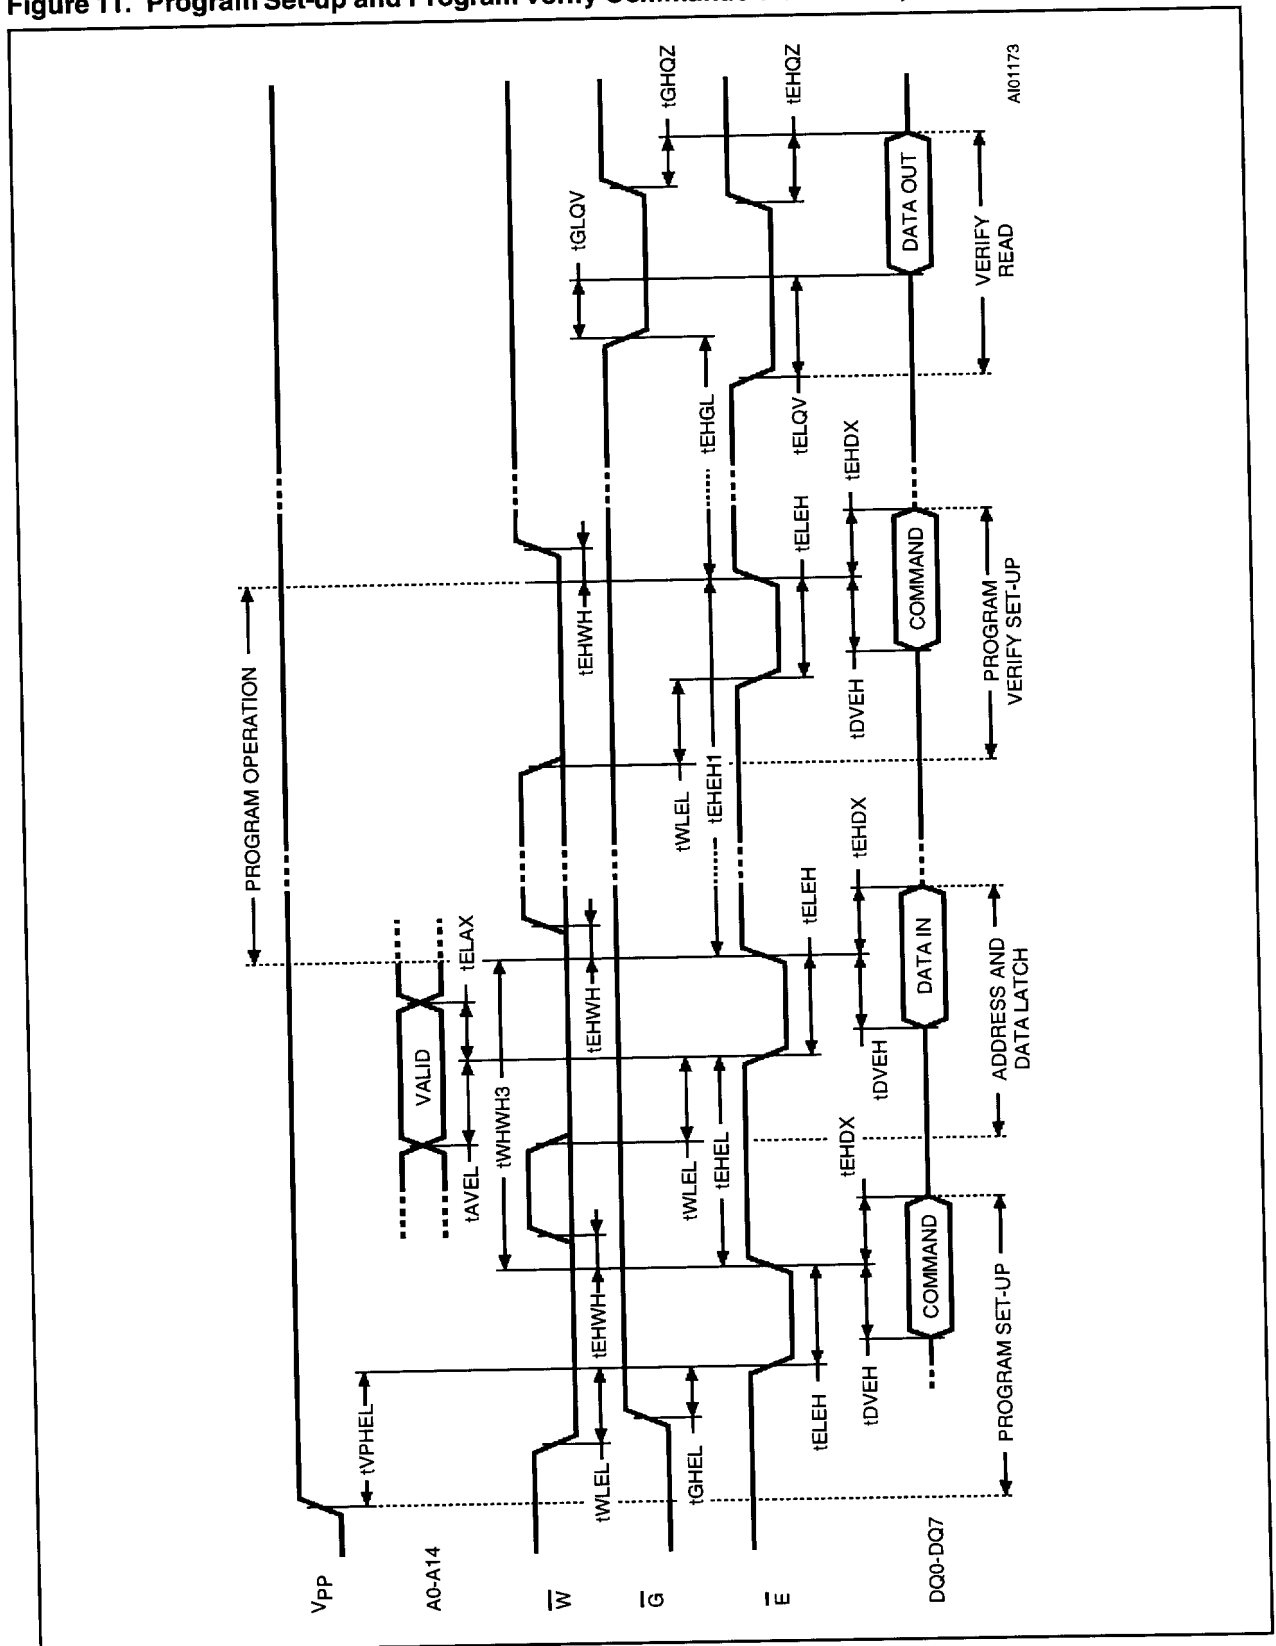 Figure 11. Program Set-up and Program Verify
PROGRAM OPERATION
VPP
tVPHEL
A0-A14
VALID
tAVEL
tELAX
tWHWH3
W
tWLEL
tEHWH
tEHWH
tEHWH
G
tGHEL
tWLEL
tEHEL
tWLEL
tEHEH1
tEHGL
tGLQV
tGHQZ
E
tELEH
tELEH
tELEH
tELQV
tEHQZ
tDVEH
tEHDX
tDVEH
tEHDX
tDVEH
tEHDX
DQ0-DQ7
COMMAND
DATA IN
COMMAND
DATA OUT
PROGRAM SET-UP
ADDRESS AND
DATA LATCH
PROGRAM
VERIFY SET-UP
VERIFY
READ
AI01173